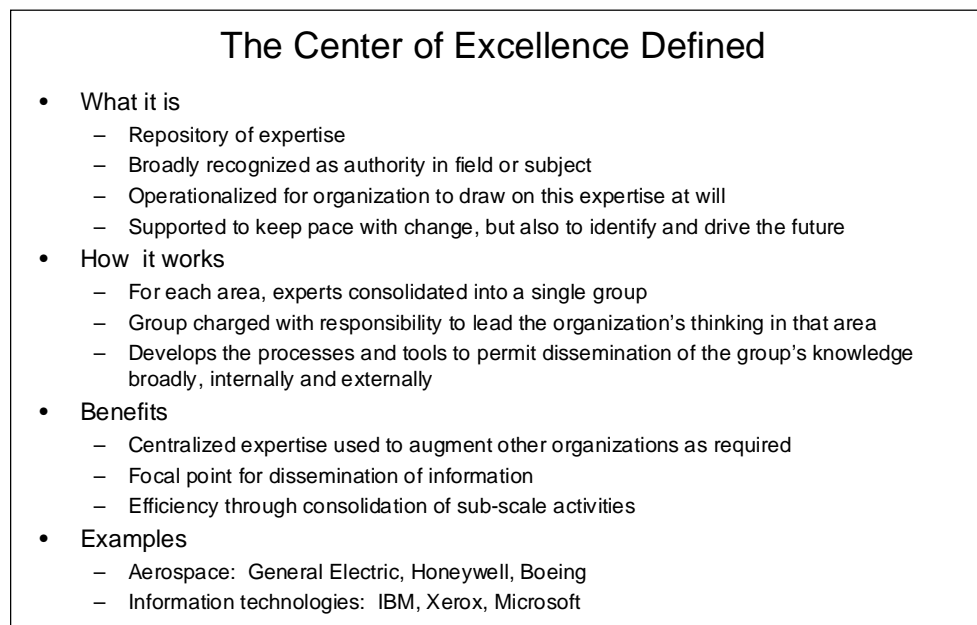 The Center of Excellence Defined
• What it is
– Repository of expertise
– Broadly recognized as authority in field or subject
– Operationalized for organization to draw on this expertise at will
– Supported to keep pace with change, but also to identify and drive the future
• How it works
– For each area, experts consolidated into a single group
– Group charged with responsibility to lead the organization's thinking in that area
– Develops the processes and tools to permit dissemination of the group's knowledge
broadly, internally and externally
• Benefits
– Centralized expertise used to augment other organizations as required
– Focal point for dissemination of information
– Efficiency through consolidation of sub-scale activities
• Examples
– Aerospace: General Electric, Honeywell, Boeing
– Information technologies: IBM, Xerox, Microsoft